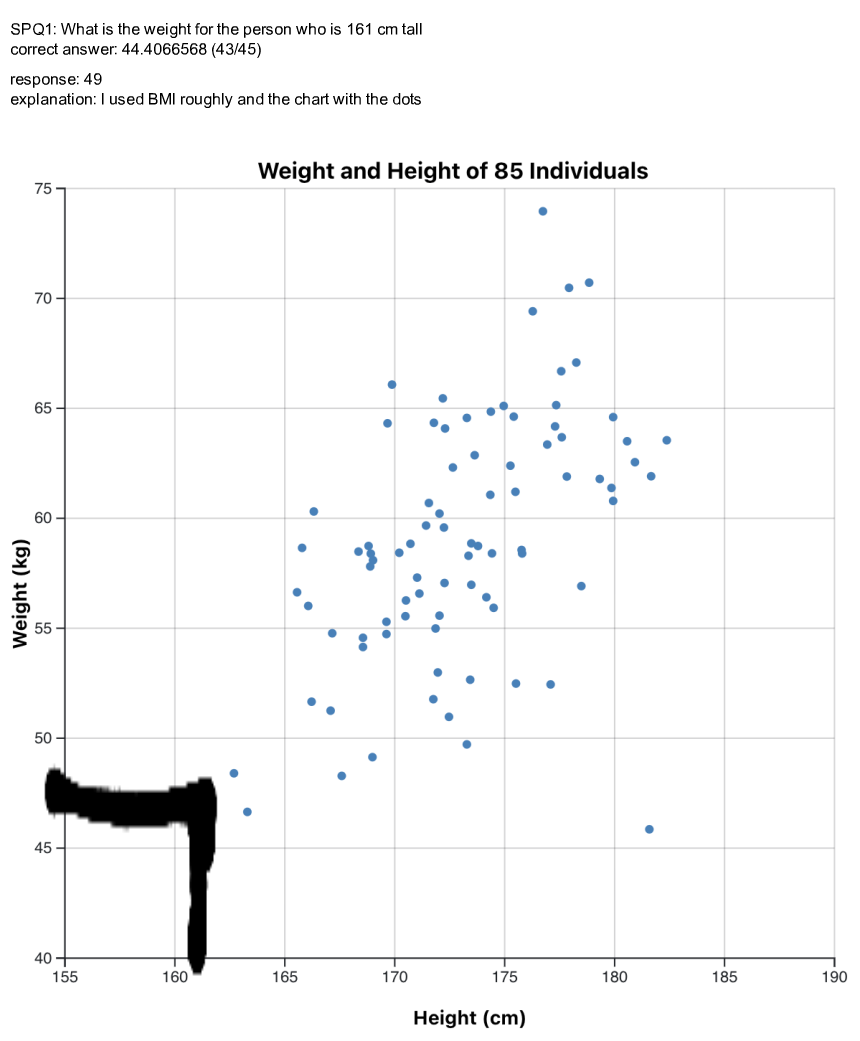 SPQ1: What is the weight for the person who is 161 cm tall
correct answer: 44.4066568 (43/45)
response: 49
explanation: I used BMI roughly and the chart with the dots
Weight and Height of 85 Individuals
75
70
65
60
55
50
45
40
Weight (kg)
155 160 165 170 175 180 185 190
Height (cm)